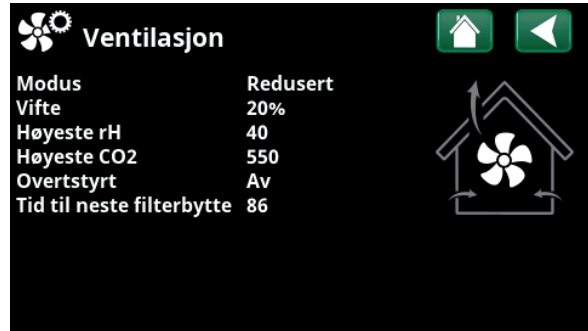 Ventilasjon
Modus Redusert
Vifte 20%
Høyeste rH 40
Høyeste CO2 550
Overtstyrt Av
Tid til neste filterbytte 86